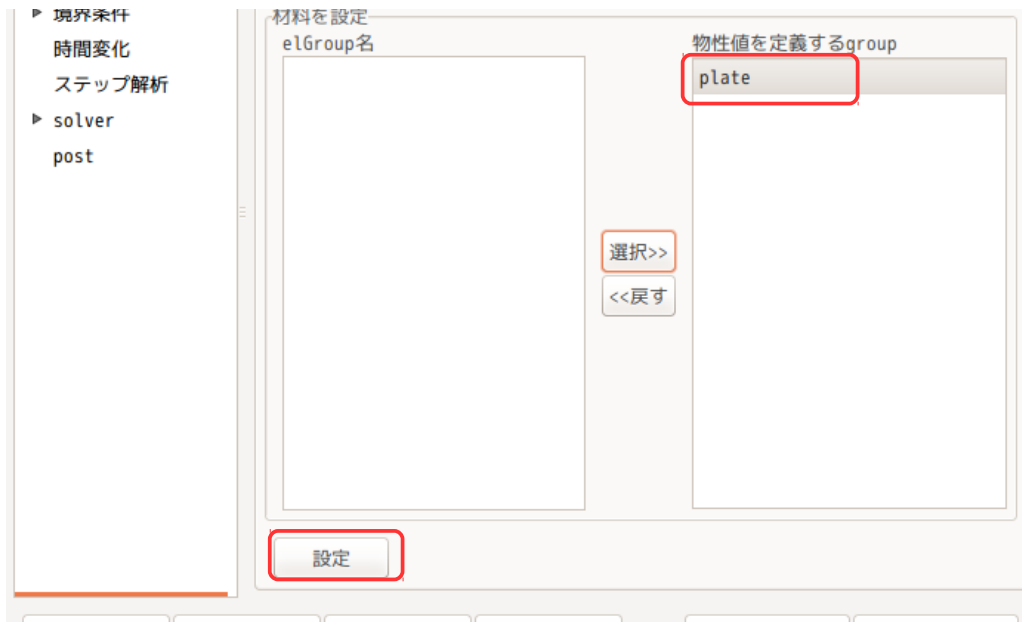 境界条件
時間変化
ステップ解析
solver
post
材料を設定
elGroup名
物性値を定義するgroup
plate
選択>>
<<戻す
設定